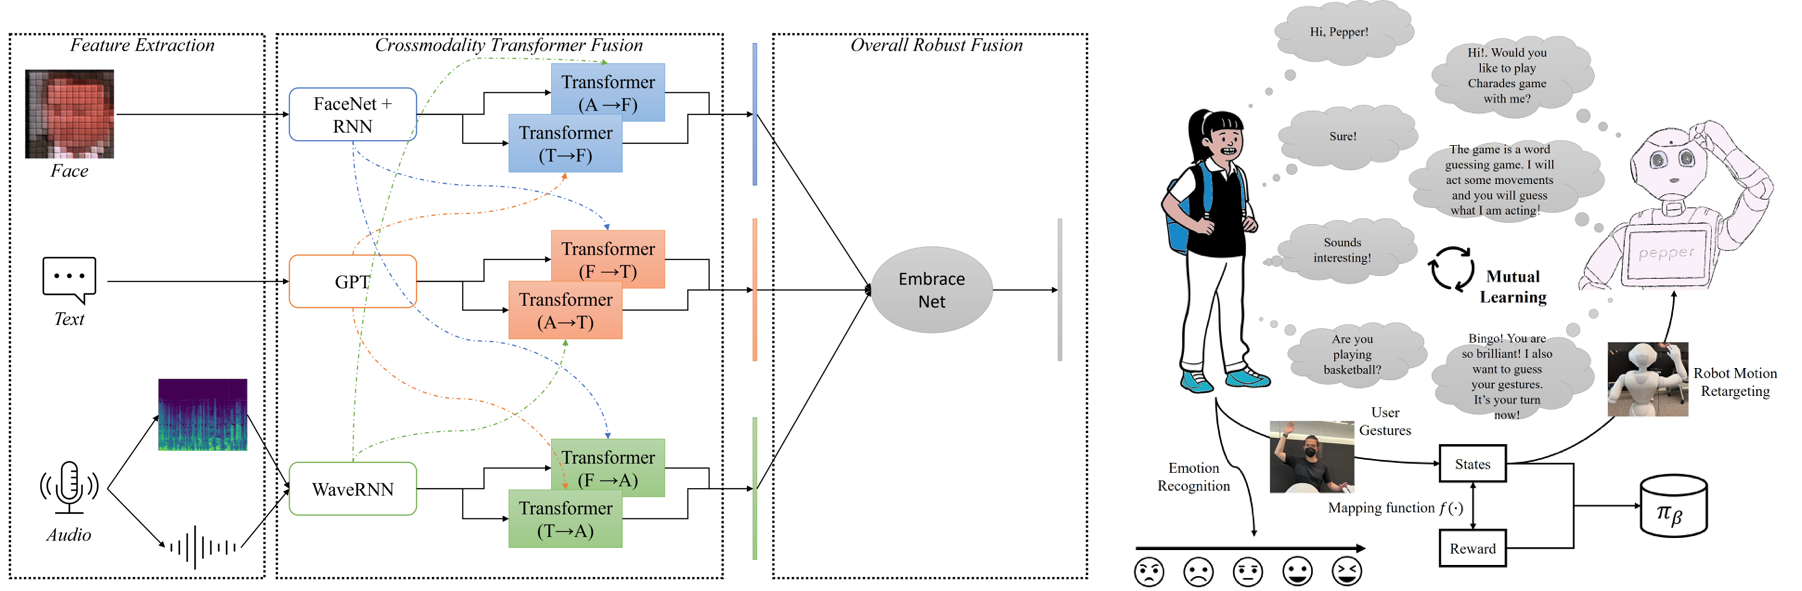 Feature Extraction
Face
Text
Audio
Crossmodality Transformer Fusion
FaceNet +
RNN
GPT
WaveRNN
Transformer
(A →F)
Transformer
(T→F)
Transformer
(F →T)
Transformer
(A→T)
Transformer
(F →A)
Transformer
(T→A)
Overall Robust Fusion
Embrace
Net
Hi, Pepper!
Hi!. Would you
like to play
Charades game
with me?
Sure!
The game is a word
guessing game. I will
act some movements
and you will guess
what I am acting!
Sounds
interesting!
Mutual
Learning
pepper
Are you
playing
basketball?
Bingo! You are
so brilliant! I also
want to guess
your gestures.
It's your turn
now!
Robot Motion
Retargeting
User
Gestures
Emotion
Recognition
States
Mapping function f(·)
Reward
πβ